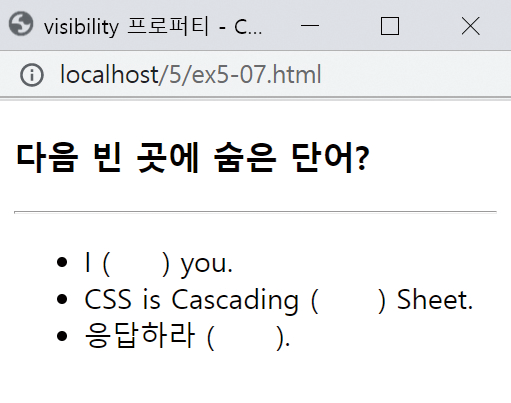 visibility 프로퍼티 - C...
localhost/5/ex5-07.html
다음 빈 곳에 숨은 단어?
• I (      ) you.
• CSS is Cascading (      ) Sheet.
• 응답하라 (      ).